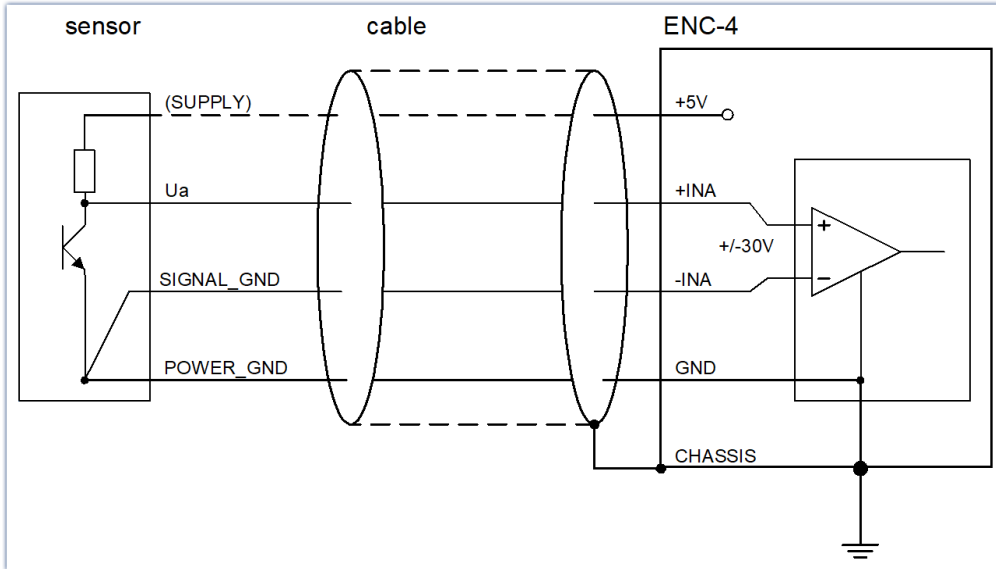 sensor
cable
ENC-4
(SUPPLY)
+5V
Ua
+INA
+
+/-30V
−
SIGNAL_GND
-INA
POWER_GND
GND
CHASSIS